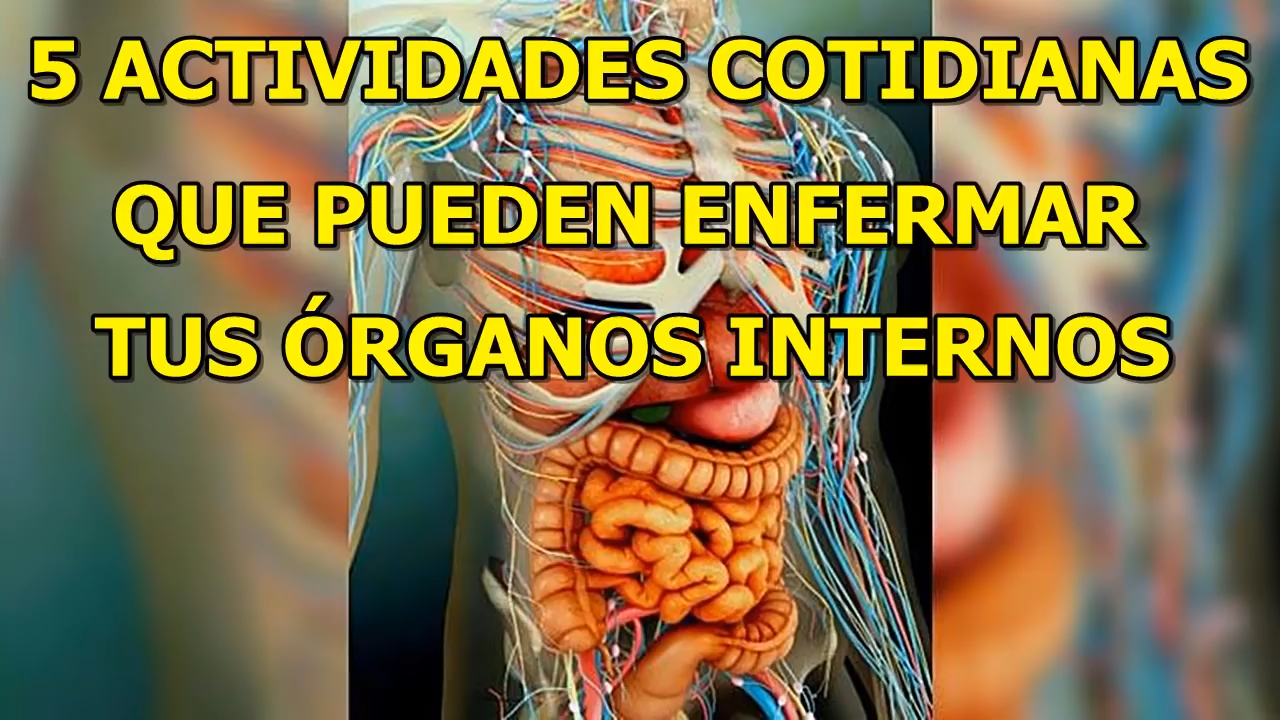 5 ACTIVIDADES COTIDIANAS
QUE PUEDEN ENFERMAR
TUS ÓRGANOS INTERNOS